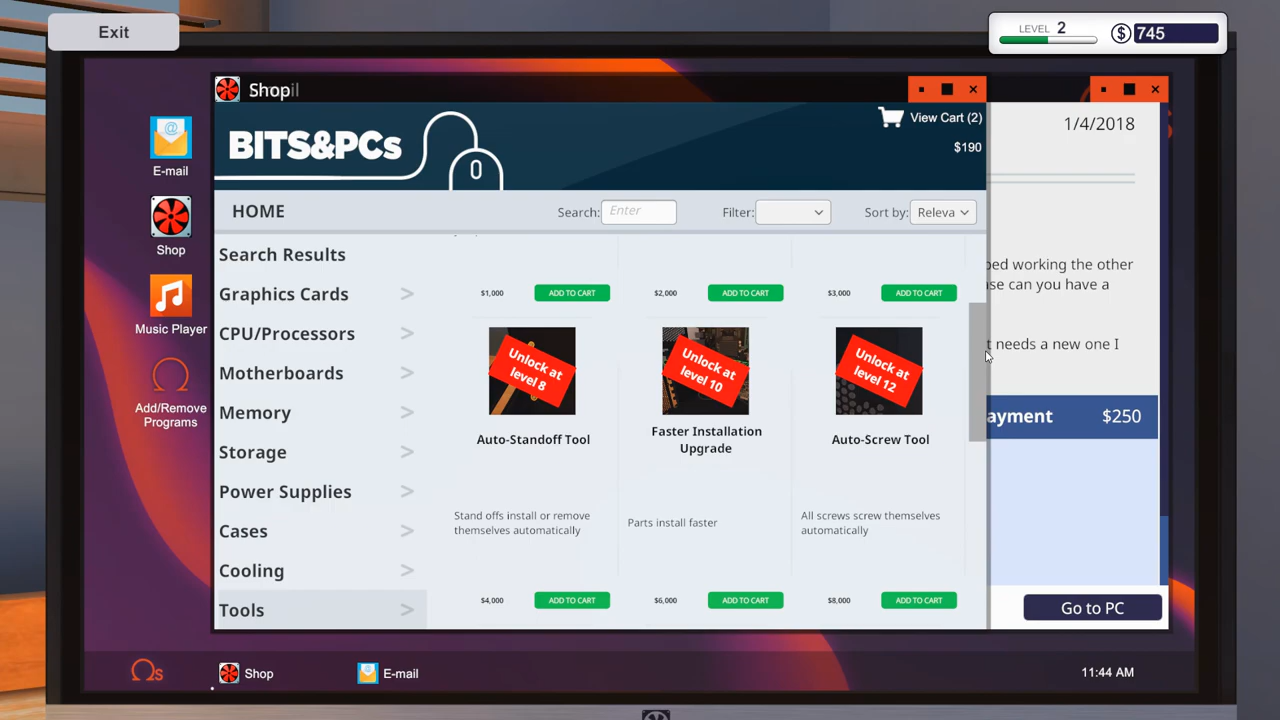 Exit
LEVEL 2
$ 745
Shopil
1/4/2018
BITS&PCs
View Cart (2)
$190
HOME
Search: Enter
Filter:
Sort by: Releva
Search Results
Graphics Cards >
CPU/Processors >
Motherboards >
Memory >
Storage >
Power Supplies >
Cases >
Cooling >
Tools >
$1,000 ADD TO CART
$2,000 ADD TO CART
$3,000 ADD TO CART
Unlock at
level 8
Auto-Standoff Tool
Stand offs install or remove
themselves automatically
$4,000 ADD TO CART
Unlock at
level 10
Faster Installation
Upgrade
Parts install faster
$6,000 ADD TO CART
Unlock at
level 12
Auto-Screw Tool
All screws screw themselves
automatically
$8,000 ADD TO CART
ped working the other
ase can you have a
t needs a new one I
ayment $250
Go to PC
E-mail
Shop
Music Player
Add/Remove
Programs
Ωs
Shop
E-mail
11:44 AM